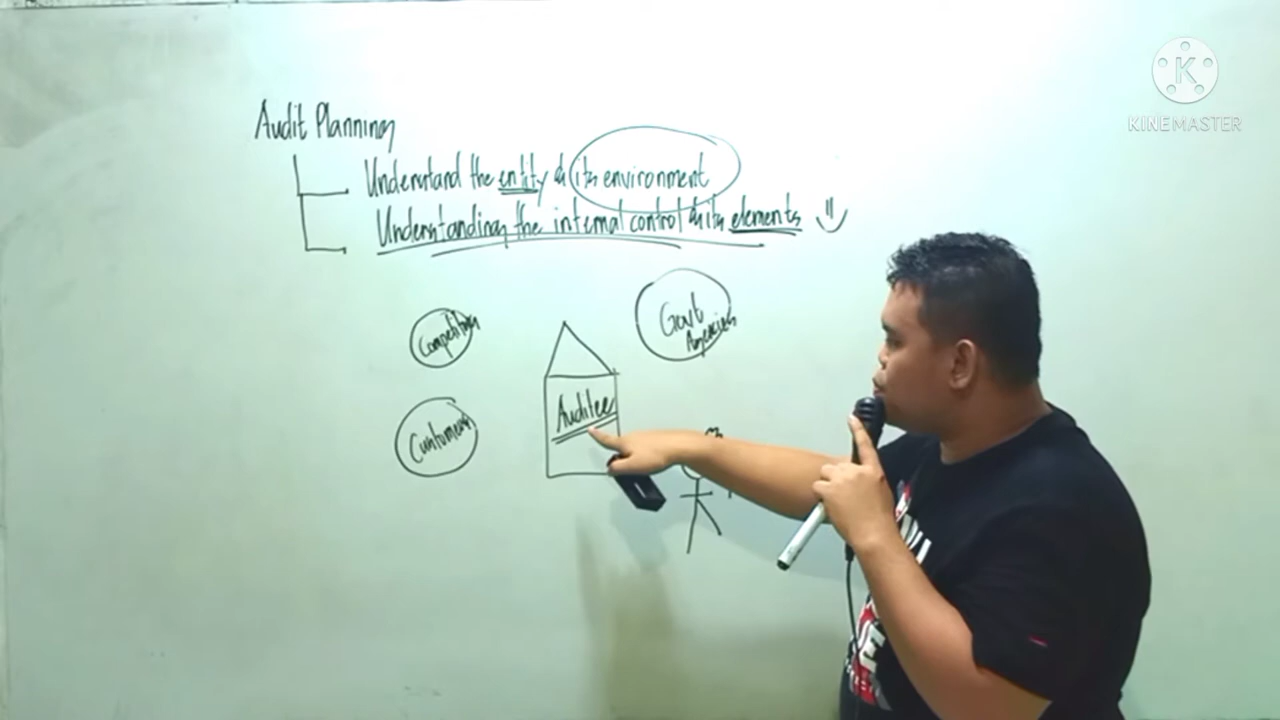 Audit Planning
Understand the entity & its environment
Understanding the internal control & its elements
Competitors
Govt
Agencies
Auditee
Customers
K
KINEMASTER